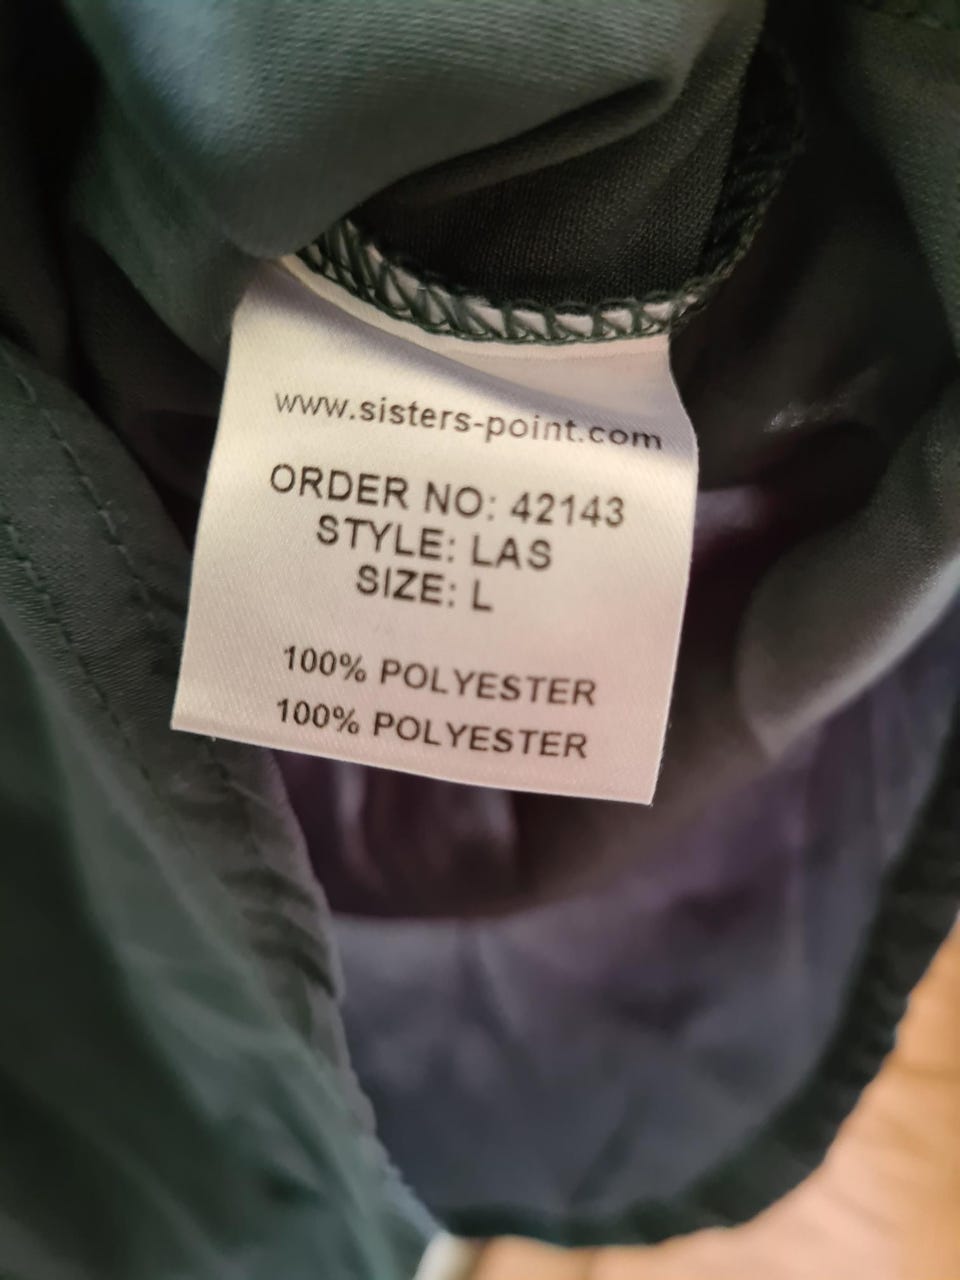 www.sisters-point.com
ORDER NO: 42143
STYLE: LAS
SIZE: L
100% POLYESTER
100% POLYESTER